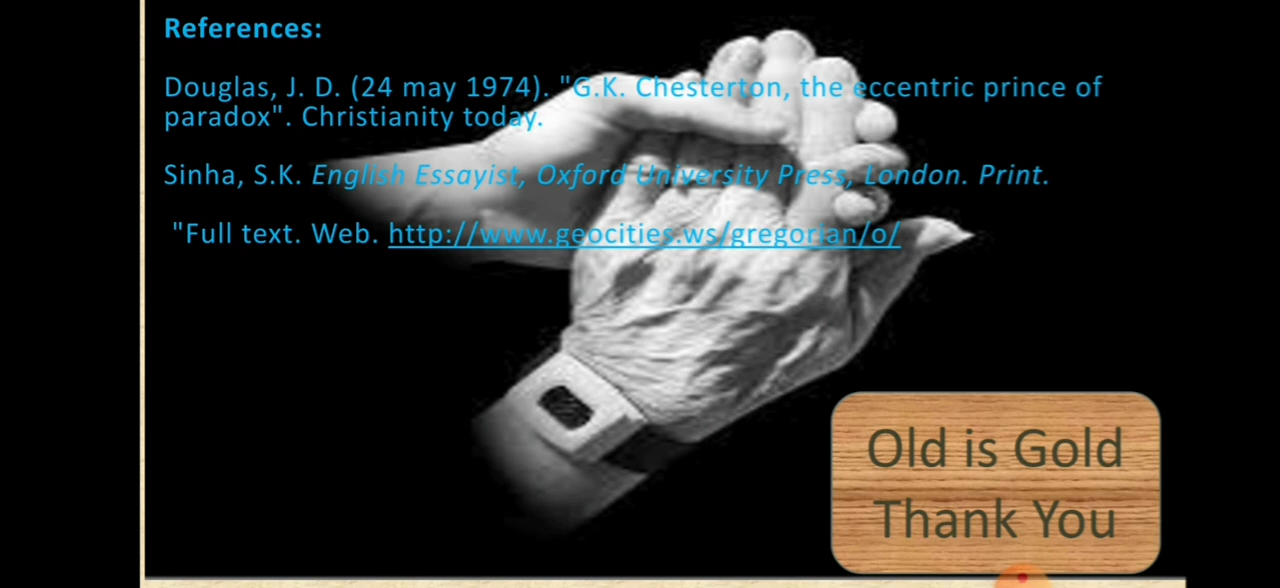 References:
Douglas, J. D. (24 may 1974). "G.K. Chesterton, the eccentric prince of
paradox". Christianity today.
Sinha, S.K. English Essayist, Oxford University Press, London. Print.
"Full text. Web. http://www.geocities.ws/gregorian/o/
Old is Gold
Thank You